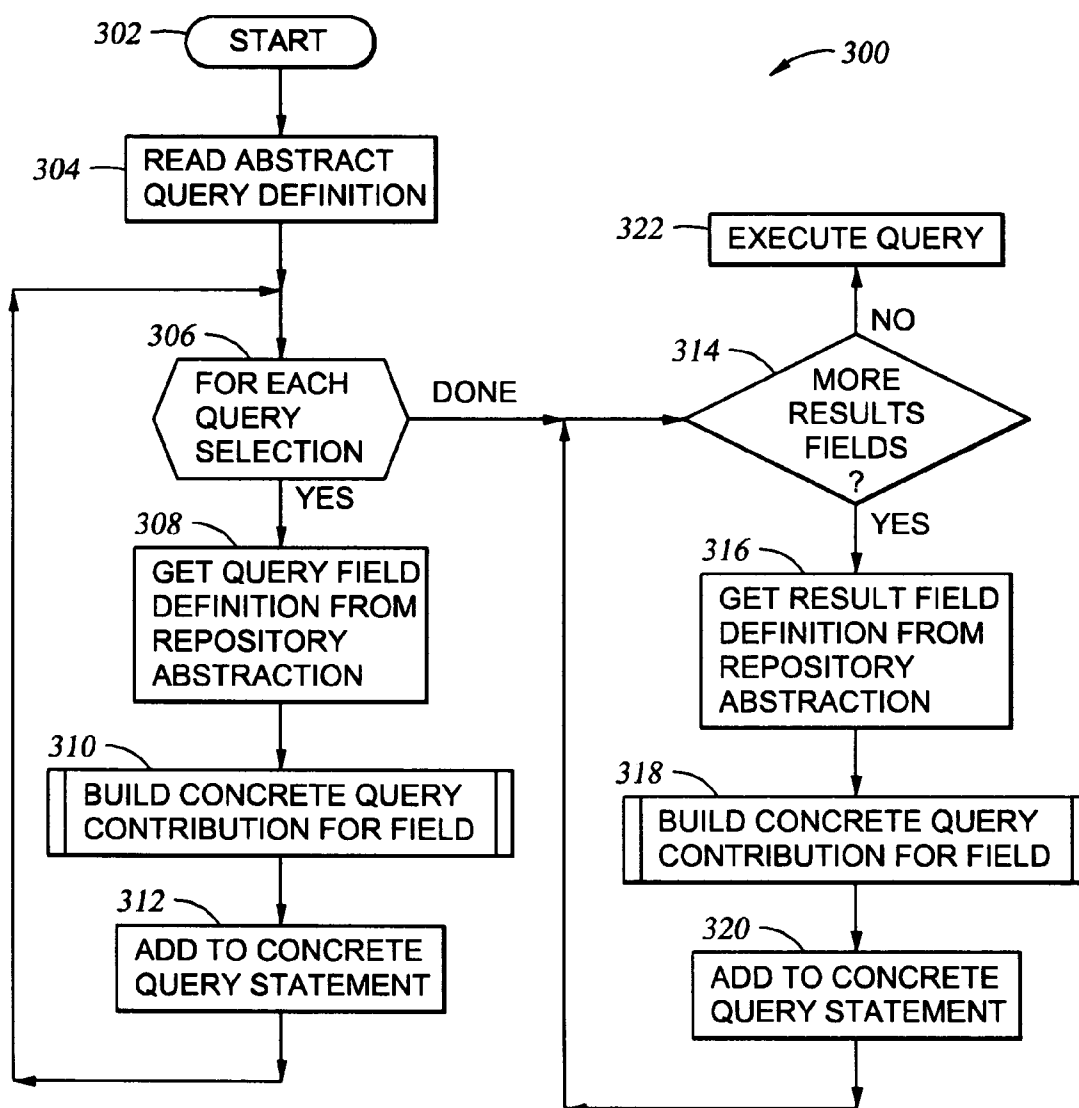 302
START
300
304
READ ABSTRACT
QUERY DEFINITION
306
FOR EACH
QUERY
SELECTION
DONE
YES
308
GET QUERY FIELD
DEFINITION FROM
REPOSITORY
ABSTRACTION
310
BUILD CONCRETE QUERY
CONTRIBUTION FOR FIELD
312
ADD TO CONCRETE
QUERY STATEMENT
322
EXECUTE QUERY
NO
314
MORE
RESULTS
FIELDS
?
YES
316
GET RESULT FIELD
DEFINITION FROM
REPOSITORY
ABSTRACTION
318
BUILD CONCRETE QUERY
CONTRIBUTION FOR FIELD
320
ADD TO CONCRETE
QUERY STATEMENT